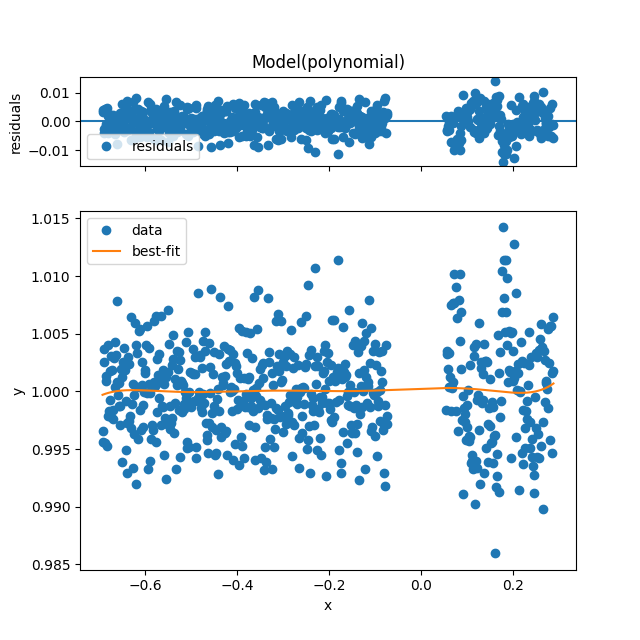 Model(polynomial)
0.01
0.00
−0.01
residuals
residuals
1.015
1.010
1.005
1.000
0.995
0.990
0.985
y
data
best-fit
−0.6
−0.4
−0.2
0.0
0.2
x